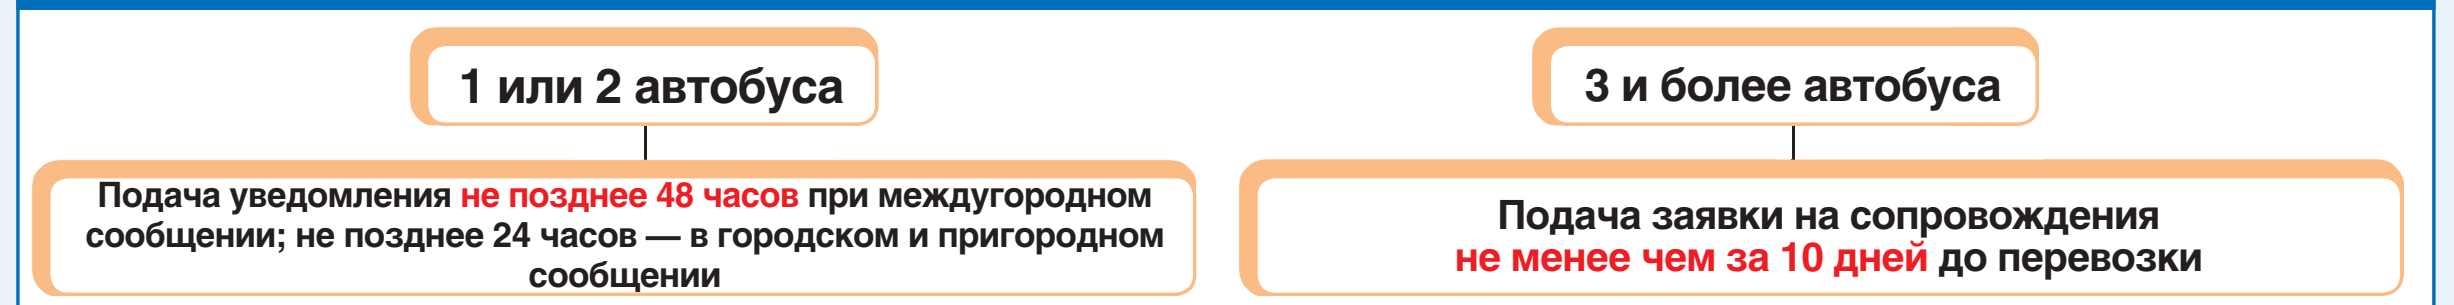 1 или 2 автобуса
3 и более автобуса
Подача уведомления не позднее 48 часов при междугородном
сообщении; не позднее 24 часов — в городском и пригородном
сообщении
Подача заявки на сопровождения
не менее чем за 10 дней до перевозки